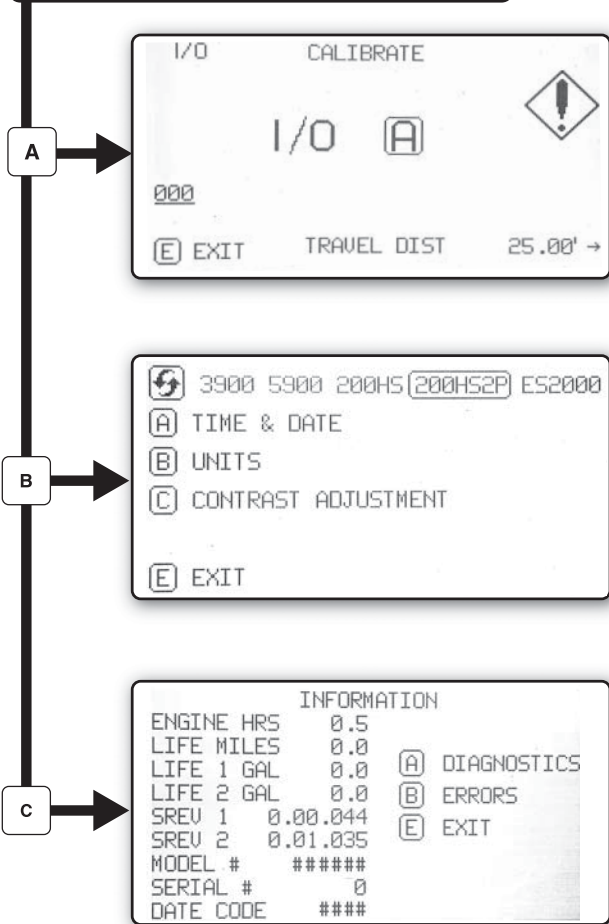 I/O CALIBRATE
A
I/O A
000
E EXIT TRAVEL DIST 25.00' →
3900 5900 200HS 200HS2P ES2000
A TIME & DATE
B
B UNITS
C CONTRAST ADJUSTMENT
E EXIT
INFORMATION
ENGINE HRS 0.5
LIFE MILES 0.0
LIFE 1 GAL 0.0
LIFE 2 GAL 0.0
SREV 1 0.00.044
SREV 2 0.01.035
MODEL # ######
SERIAL # 0
DATE CODE ####
A DIAGNOSTICS
B ERRORS
E EXIT
C